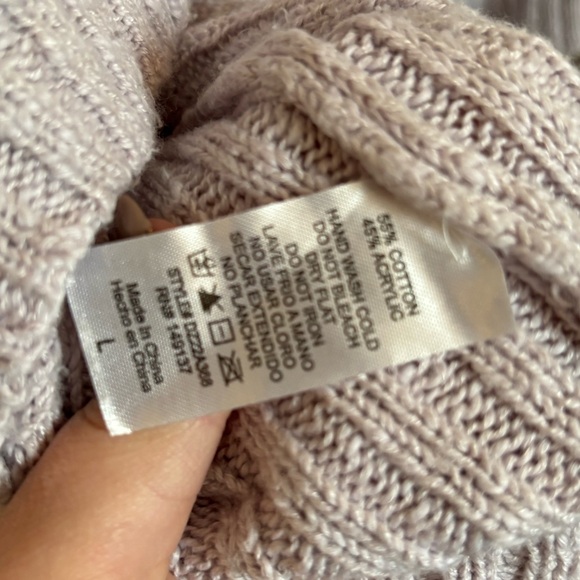 55% COTTON
45% ACRYLIC
HAND WASH COLD
DO NOT BLEACH
DRY FLAT
DO NOT IRON
LAVE FRIO A MANO
NO USAR CLORO
SECAR EXTENDIDO
NO PLANCHAR
STYLE# DZ22A366
RN# 149137
Made in China
Hecho en China
L